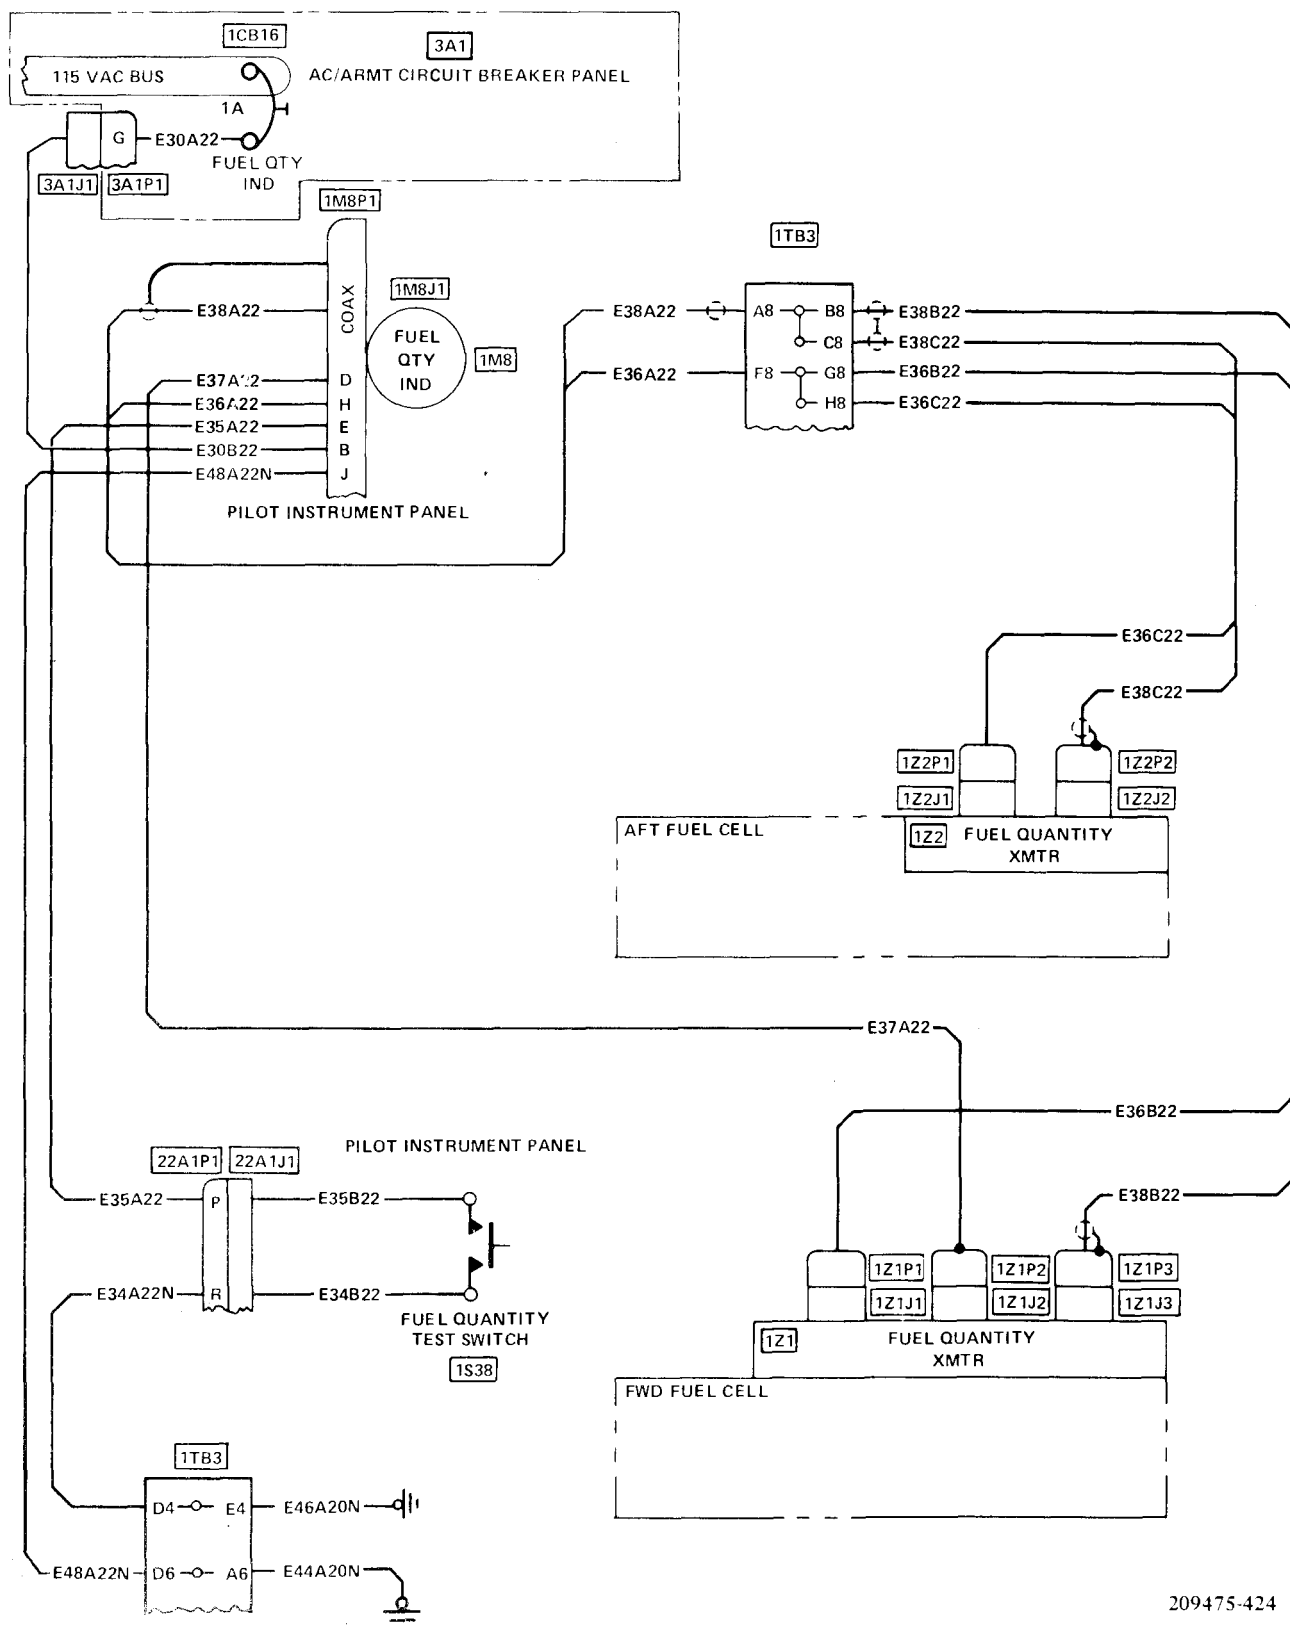 1CB16
3A1
115 VAC BUS
AC/ARMT CIRCUIT BREAKER PANEL
1A
G
E30A22
FUEL QTY
IND
3A1J1
3A1P1
1M8P1
COAX
E38A22
1M8J1
FUEL
QTY
IND
1M8
E37A22
D
E36A22
H
E35A22
E
E30B22
B
E48A22N
J
PILOT INSTRUMENT PANEL
1TB3
E38A22
A8
B8
E38B22
C8
E38C22
E36A22
F8
G8
E36B22
H8
E36C22
E36C22
E38C22
1Z2P1
1Z2P2
1Z2J1
1Z2J2
AFT FUEL CELL
1Z2
FUEL QUANTITY
XMTR
E37A22
E36B22
PILOT INSTRUMENT PANEL
22A1P1
22A1J1
E35A22
P
E35B22
E38B22
E34A22N
R
E34B22
FUEL QUANTITY
TEST SWITCH
1S38
1Z1P1
1Z1P2
1Z1P3
1Z1J1
1Z1J2
1Z1J3
1Z1
FUEL QUANTITY
XMTR
FWD FUEL CELL
1TB3
D4
E4
E46A20N
E48A22N
D6
A6
E44A20N
209475-424